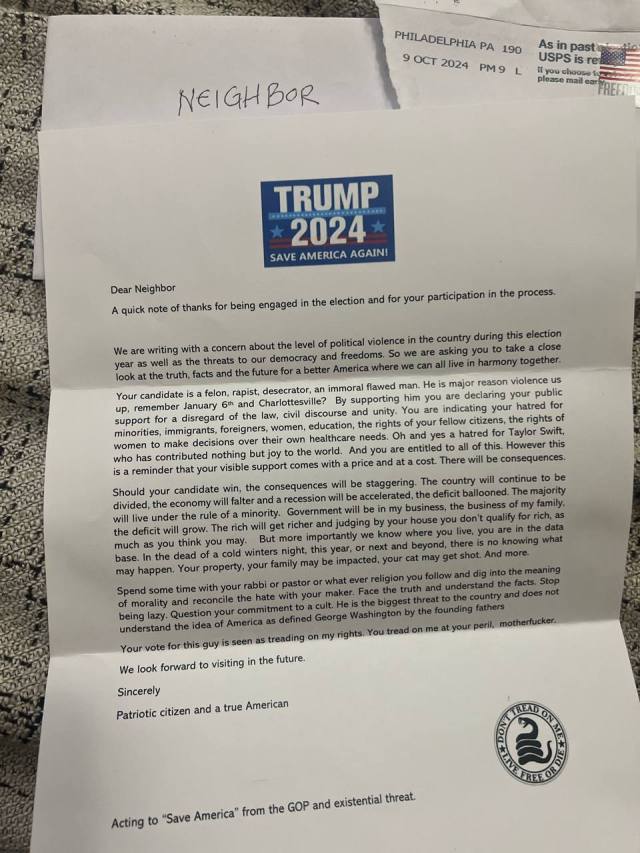 PHILADELPHIA PA 190
9 OCT 2024 PM 9 L
As in past
USPS is
If you choose
please mail
NEIGHBOR
TRUMP
2024
SAVE AMERICA AGAIN!
Dear Neighbor
A quick note of thanks for being engaged in the election and for your participation in the process.
We are writing with a concern about the level of political violence in the country during this election
year as well as the threats to our democracy and freedoms. So we are asking you to take a close
look at the truth, facts and the future for a better America where we can all live in harmony together.
Your candidate is a felon, rapist, desecrator, an immoral flawed man. He is major reason violence us
up, remember January 6th and Charlottesville? By supporting him you are declaring your public
support for a disregard of the law, civil discourse and unity. You are indicating your hatred for
minorities, immigrants, foreigners, women, education, the rights of your fellow citizens, the rights of
women to make decisions over their own healthcare needs. Oh and yes a hatred for Taylor Swift,
who has contributed nothing but joy to the world. And you are entitled to all of this. However this
is a reminder that your visible support comes with a price and at a cost. There will be consequences.
Should your candidate win, the consequences will be staggering. The country will continue to be
divided, the economy will falter and a recession will be accelerated, the deficit ballooned. The majority
will live under the rule of a minority. Government will be in my business, the business of my family,
the deficit will grow. The rich will get richer and judging by your house you don't qualify for rich, as
much as you think you may. But more importantly we know where you live, you are in the data
base. In the dead of a cold winters night, this year, or next and beyond, there is no knowing what
may happen. Your property, your family may be impacted, your cat may get shot. And more.
Spend some time with your rabbi or pastor or what ever religion you follow and dig into the meaning
of morality and reconcile the hate with your maker. Face the truth and understand the facts. Stop
being lazy. Question your commitment to a cult. He is the biggest threat to the country and does not
understand the idea of America as defined George Washington by the founding fathers
Your vote for this guy is seen as treading on my rights. You tread on me at your peril, motherfucker.
We look forward to visiting in the future.
Sincerely
Patriotic citizen and a true American
DON'T TREAD ON ME
LIVE FREE OR DIE
Acting to "Save America" from the GOP and existential threat.